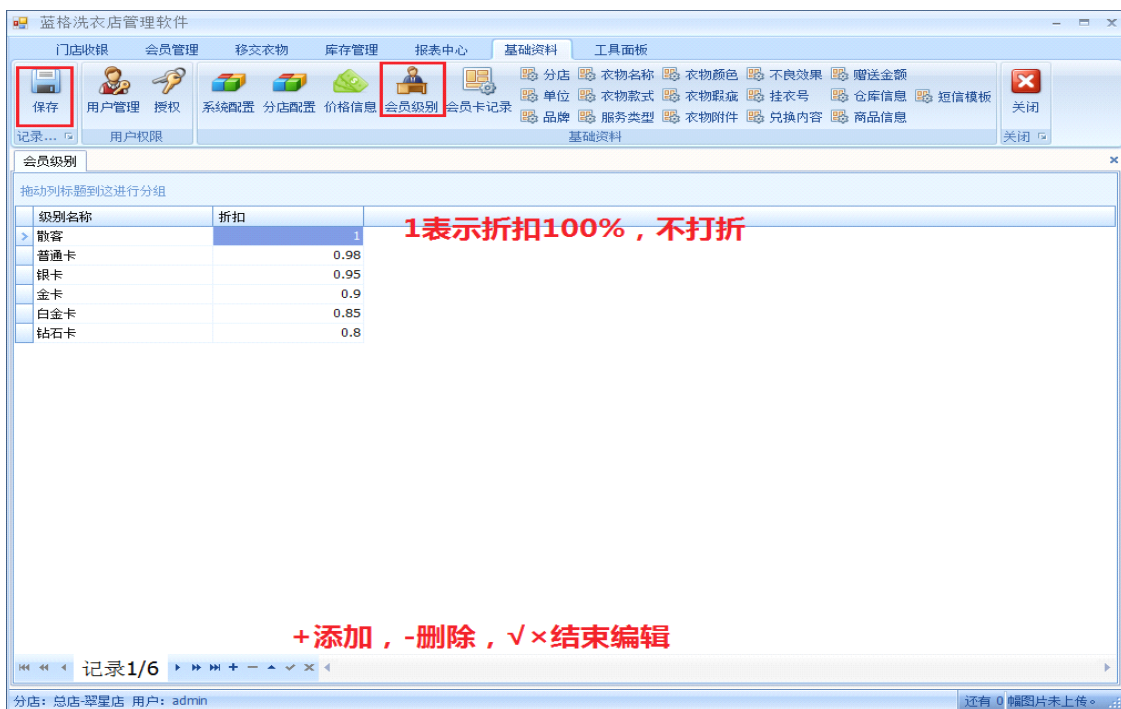 蓝格洗衣店管理软件
门店收银 会员管理 移交衣物 库存管理 报表中心 基础资料 工具面板
保存 用户管理 授权 系统配置 分店配置 价格信息 会员级别 会员卡记录
分店 衣物名称 衣物颜色 不良效果 赠送金额
单位 衣物款式 衣物瑕疵 挂衣号 仓库信息 短信模板
品牌 服务类型 衣物附件 兑换内容 商品信息
关闭
记录... 用户权限 基础资料 关闭
会员级别
拖动列标题到这进行分组
级别名称 折扣
1表示折扣100%，不打折
散客 1
普通卡 0.98
银卡 0.95
金卡 0.9
白金卡 0.85
钻石卡 0.8
+添加，-删除，√×结束编辑
记录1/6
分店：总店-翠星店 用户：admin
还有 0 幅图片未上传。